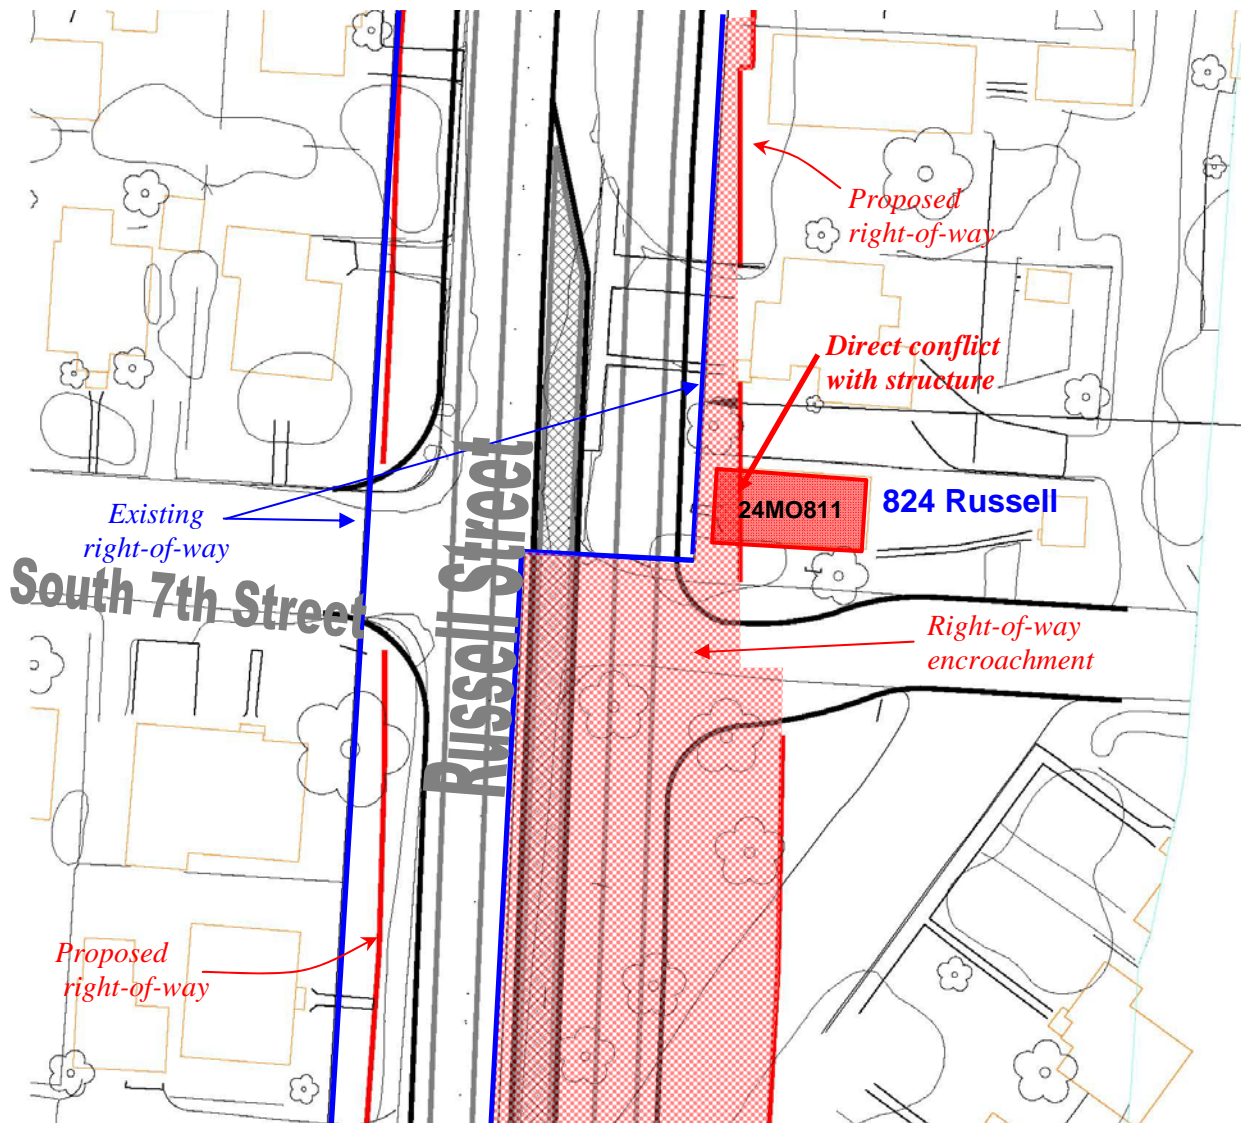 Proposed
right-of-way
Direct conflict
with structure
24MO811
824 Russell
Existing
right-of-way
South 7th Street
Russell Street
Right-of-way
encroachment
Proposed
right-of-way